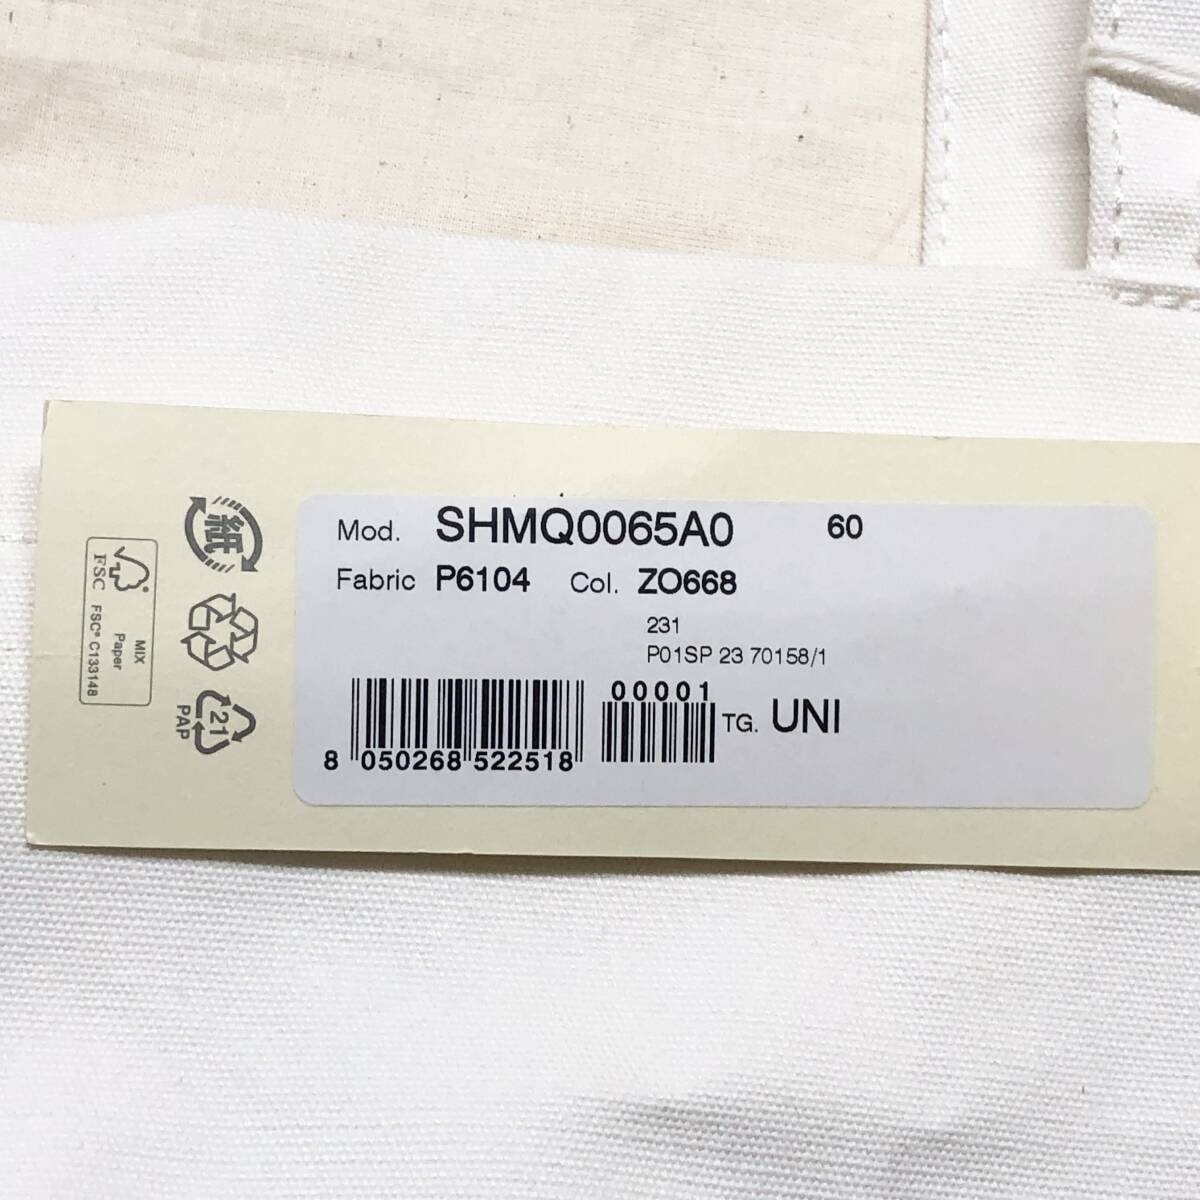 紙
FSC
MIX
Paper
FSC® C133148
21
PAP
Mod. SHMQ0065A0 60
Fabric P6104 Col. ZO668
231
P01SP 23 70158/1
00001
TG. UNI
8 050268 522518